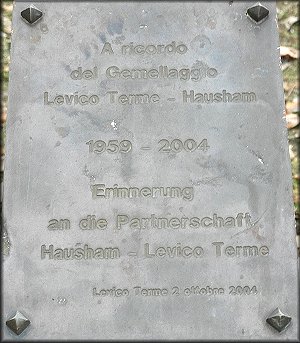 A ricordo
del Gemellaggio
Levico Terme - Hausham
1959 - 2004
Erinnerung
an die Partnerschaft
Hausham - Levico Terme
Levico Terme 2 ottobre 2004